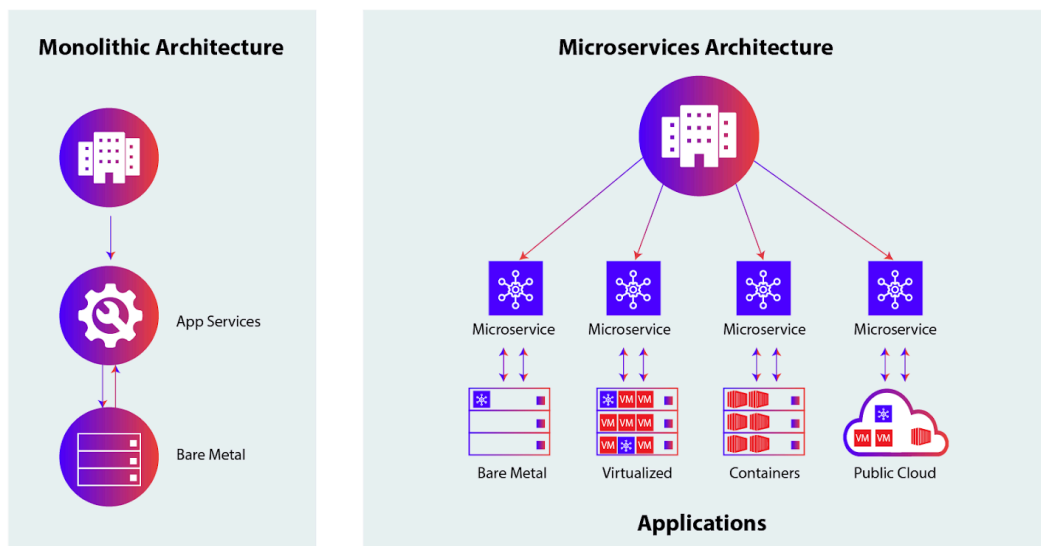 Monolithic Architecture
App Services
Bare Metal
Microservices Architecture
Microservice Microservice Microservice Microservice
VM VM
VM VM VM
VM VM
VM VM
Bare Metal Virtualized Containers Public Cloud
Applications